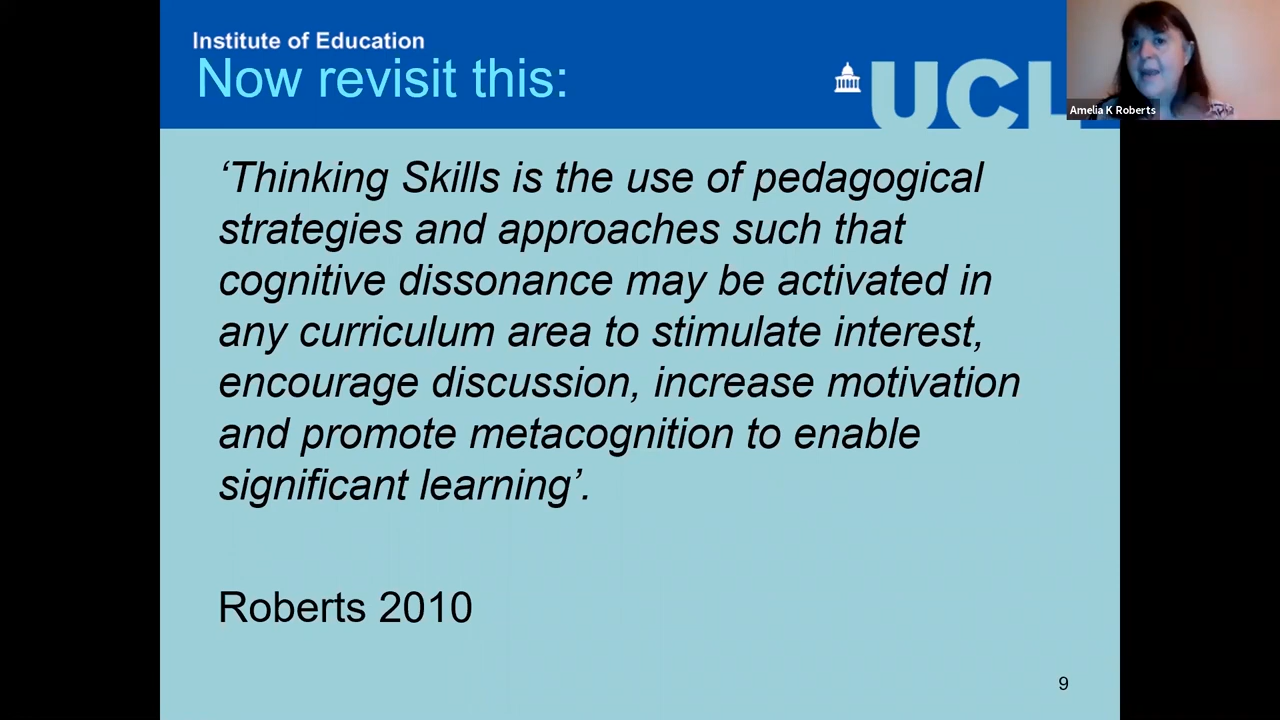 Institute of Education
Now revisit this:
UCL
Amelia K Roberts
‘Thinking Skills is the use of pedagogical
strategies and approaches such that
cognitive dissonance may be activated in
any curriculum area to stimulate interest,
encourage discussion, increase motivation
and promote metacognition to enable
significant learning’.
Roberts 2010
9